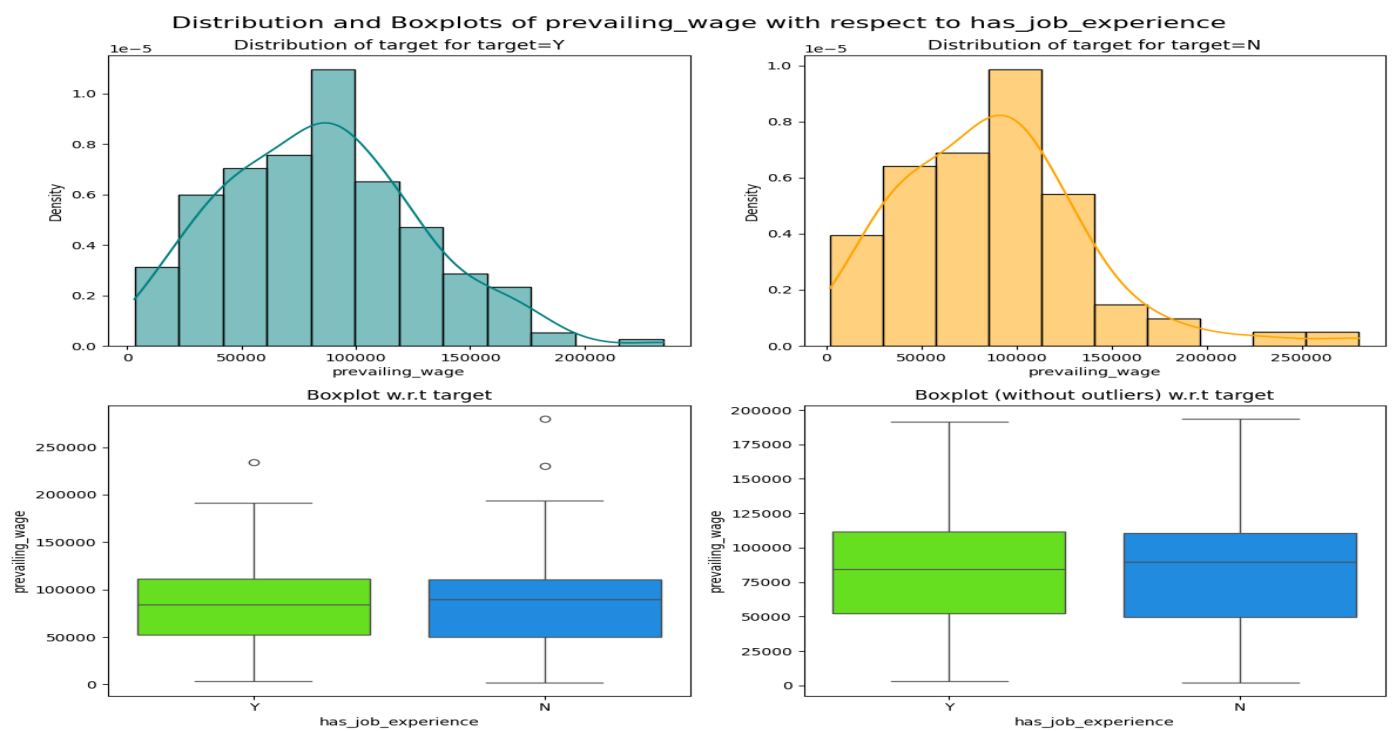 Distribution and Boxplots of prevailing_wage with respect to has_job_experience
Distribution of target for target=Y
1e−5
1.0
0.8
0.6
0.4
0.2
0.0
Density
0 50000 100000 150000 200000
prevailing_wage
Distribution of target for target=N
1e−5
1.0
0.8
0.6
0.4
0.2
0.0
Density
0 50000 100000 150000 200000 250000
prevailing_wage
Boxplot w.r.t target
250000
200000
150000
100000
50000
0
prevailing_wage
Y N
has_job_experience
Boxplot (without outliers) w.r.t target
200000
175000
150000
125000
100000
75000
50000
25000
0
prevailing_wage
Y N
has_job_experience